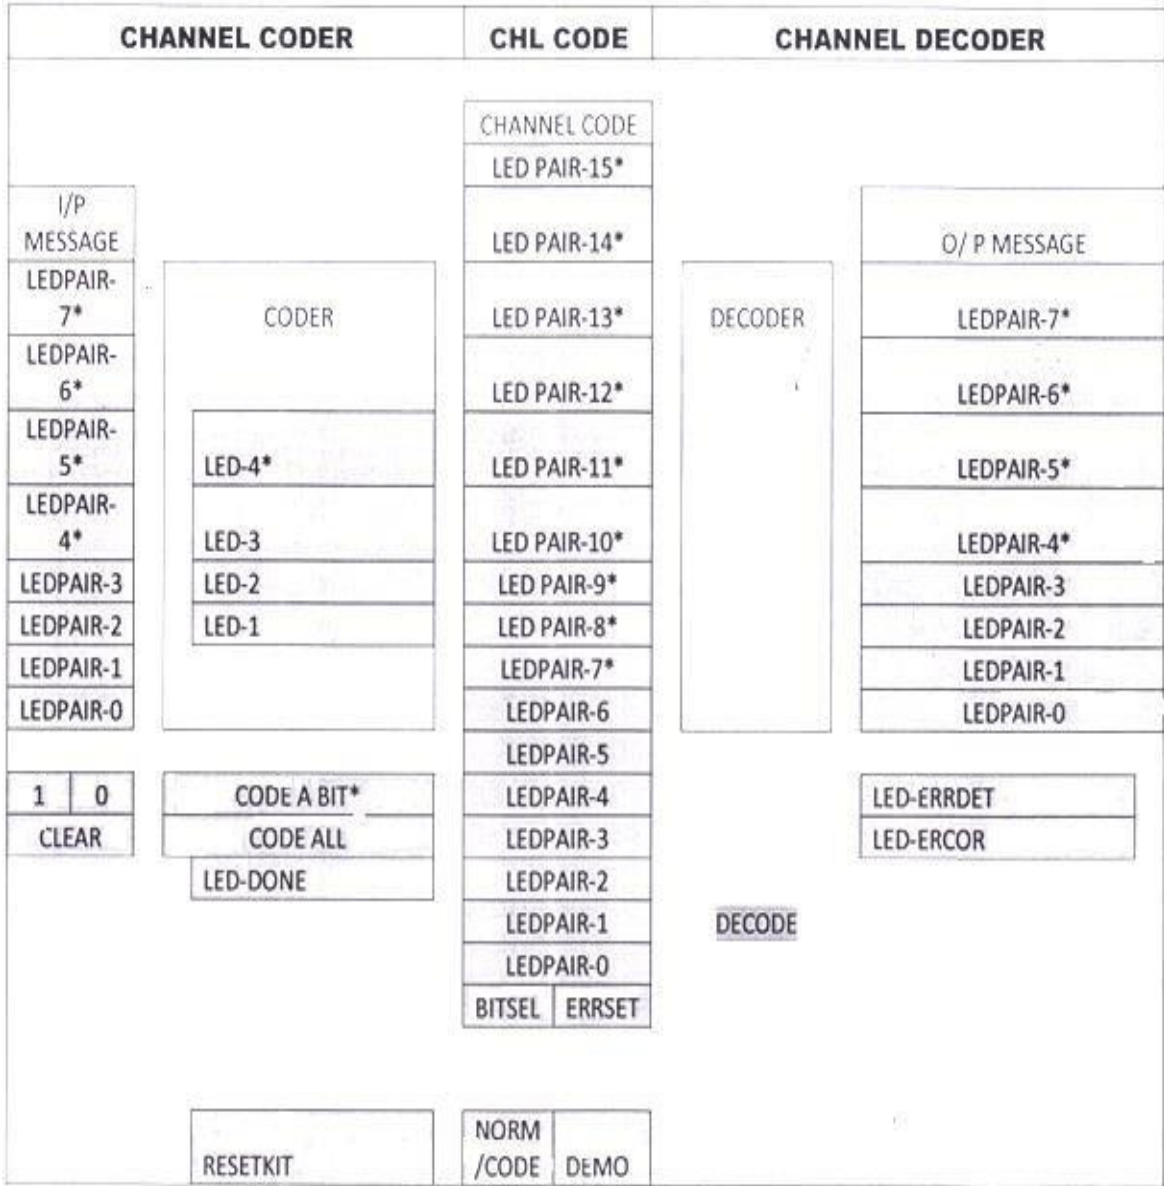 CHANNEL CODER CHL CODE CHANNEL DECODER
CHANNEL CODE
LED PAIR-15*
I/P
MESSAGE LED PAIR-14* O/ P MESSAGE
LEDPAIR-
7* CODER LED PAIR-13* DECODER LEDPAIR-7*
LEDPAIR-
6* LED PAIR-12* LEDPAIR-6*
LEDPAIR-
5* LED-4* LED PAIR-11* LEDPAIR-5*
LEDPAIR-
4* LED-3 LED PAIR-10* LEDPAIR-4*
LEDPAIR-3 LED-2 LED PAIR-9* LEDPAIR-3
LEDPAIR-2 LED-1 LED PAIR-8* LEDPAIR-2
LEDPAIR-1 LEDPAIR-7* LEDPAIR-1
LEDPAIR-0 LEDPAIR-6 LEDPAIR-0
LEDPAIR-5
1 0 CODE A BIT* LEDPAIR-4 LED-ERRDET
CLEAR CODE ALL LEDPAIR-3 LED-ERCOR
LED-DONE LEDPAIR-2
LEDPAIR-1 DECODE
LEDPAIR-0
BITSEL ERRSET
NORM
RESETKIT /CODE DEMO